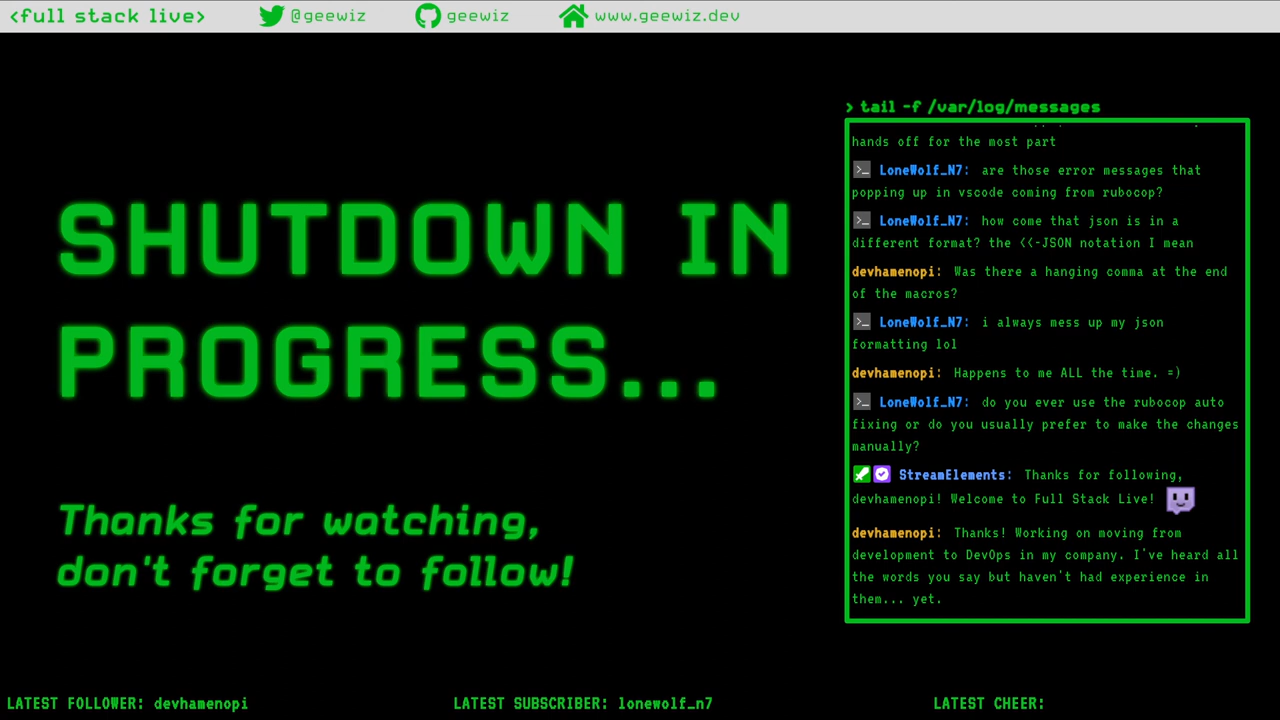 <full stack live> @geewiz geewiz www.geewiz.dev
> tail -f /var/log/messages
hands off for the most part
LoneWolf_N7: are those error messages that
popping up in vscode coming from rubocop?
LoneWolf_N7: how come that json is in a
different format? the <<-JSON notation I mean
devhamenopi: Was there a hanging comma at the end
of the macros?
LoneWolf_N7: i always mess up my json
formatting lol
devhamenopi: Happens to me ALL the time. =)
LoneWolf_N7: do you ever use the rubocop auto
fixing or do you usually prefer to make the changes
manually?
StreamElements: Thanks for following,
devhamenopi! Welcome to Full Stack Live!
devhamenopi: Thanks! Working on moving from
development to DevOps in my company. I've heard all
the words you say but haven't had experience in
them... yet.
SHUTDOWN IN
PROGRESS...
Thanks for watching,
don't forget to follow!
LATEST FOLLOWER: devhamenopi LATEST SUBSCRIBER: lonewolf_n7 LATEST CHEER: